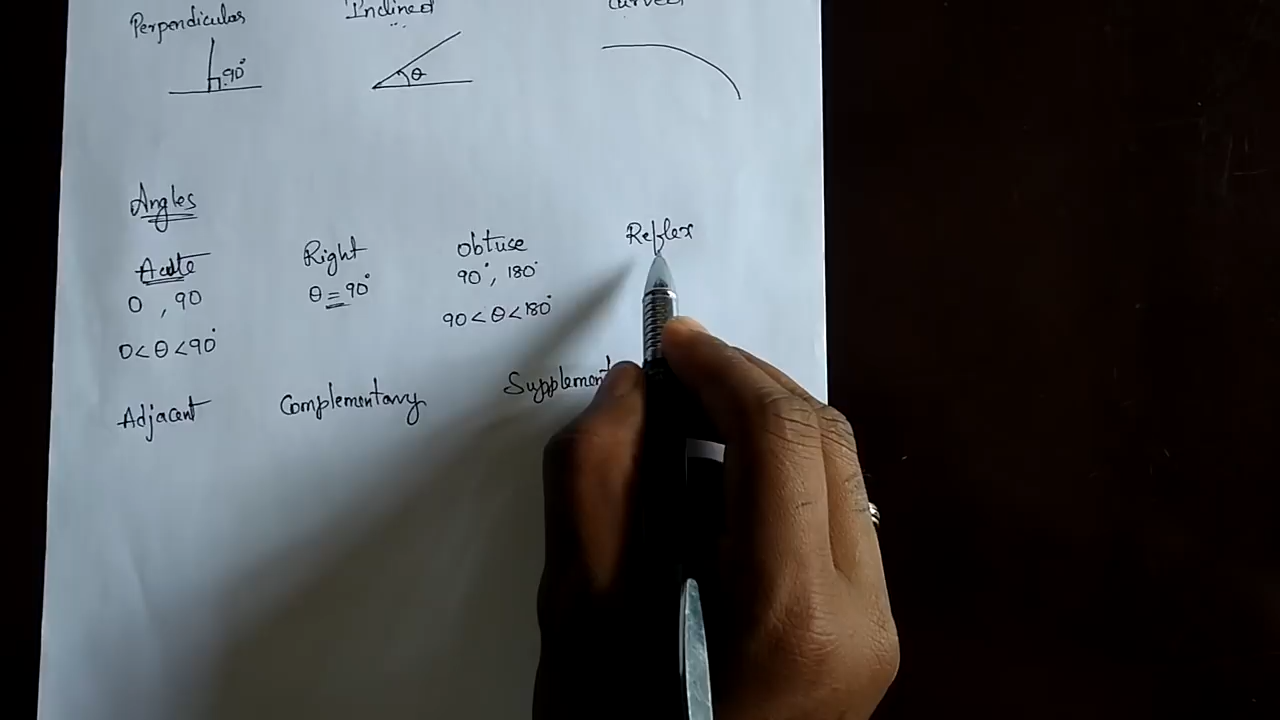 Perpendicular Inclined Curved
90° θ
Angles
Acute Right Obtuse Reflex
0 , 90 θ = 90° 90°, 180°
0 < θ < 90° 90 < θ < 180°
Adjacent Complementary Supplement